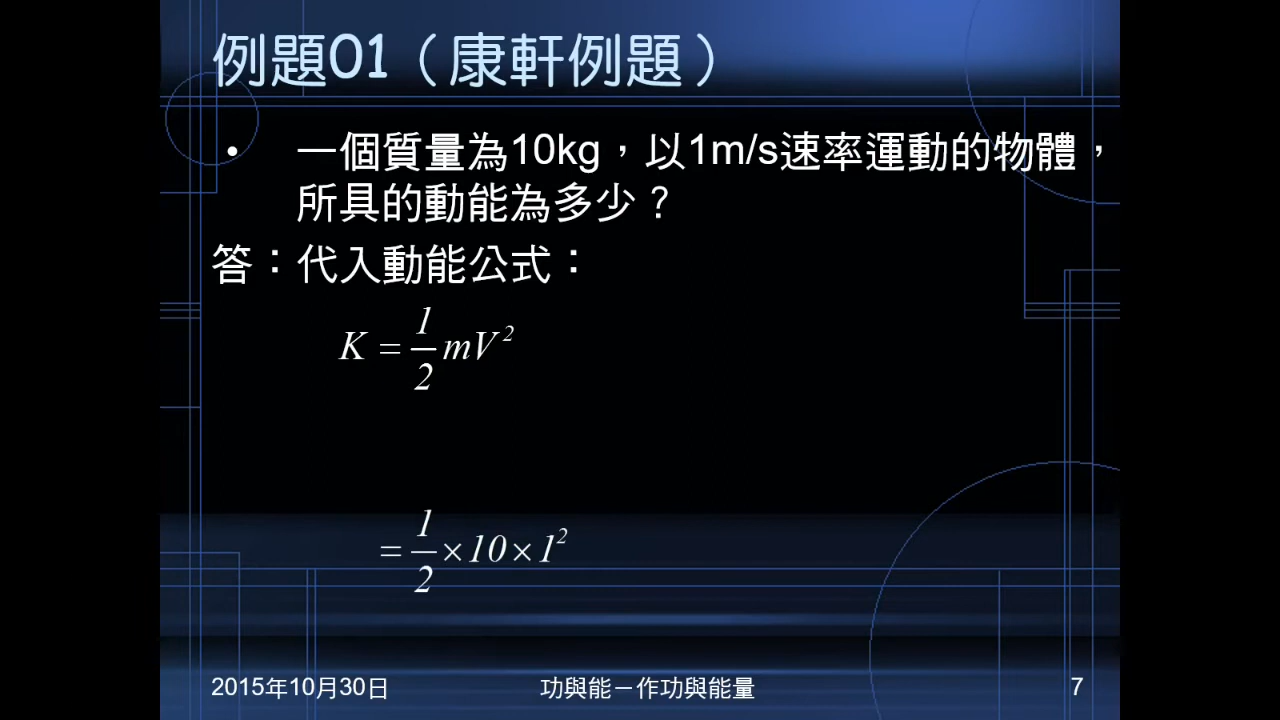 例題01（康軒例題）
• 一個質量為10kg，以1m/s速率運動的物體，
所具的動能為多少？
答：代入動能公式：
K = 1/2 mV²
= 1/2 × 10 × 1²
2015年10月30日 功與能－作功與能量 7